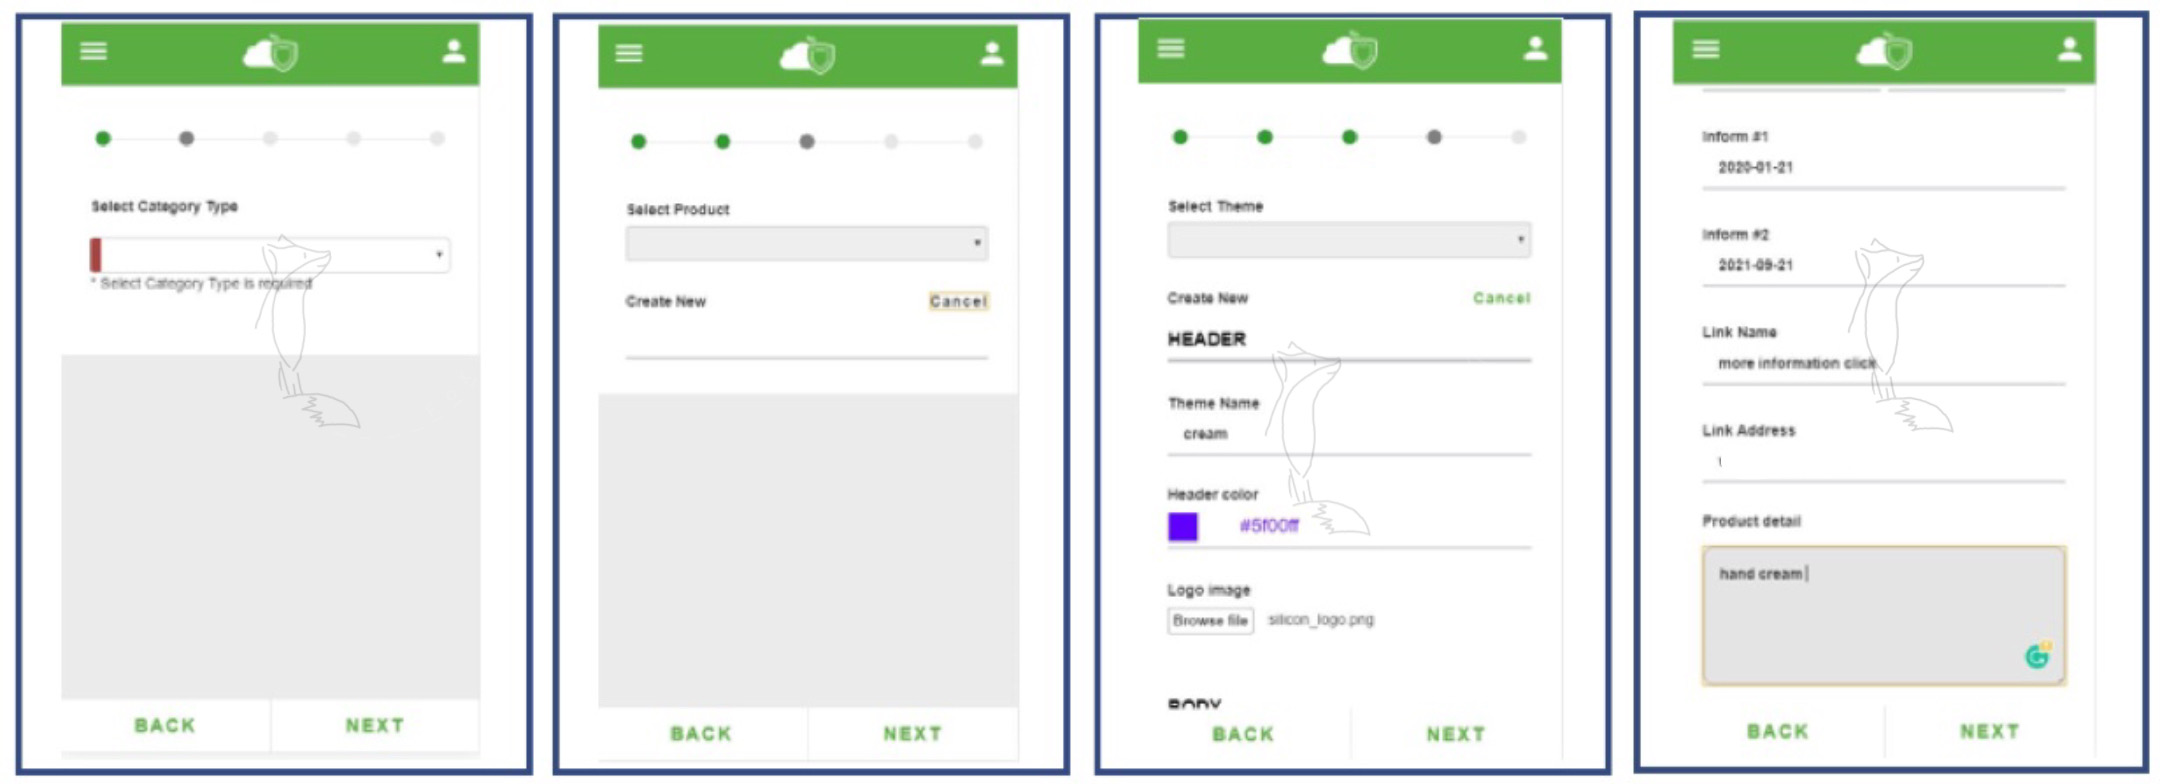 Select Category Type
* Select Category Type is required
BACK NEXT
Select Product
Create New Cancel
BACK NEXT
Select Theme
Create New Cancel
HEADER
Theme Name
cream
Header color
#5f00ff
Logo image
Browse file silicon_logo.png
BODY
BACK NEXT
Inform #1
2020-01-21
Inform #2
2021-09-21
Link Name
more information click
Link Address
Product detail
hand cream
BACK NEXT